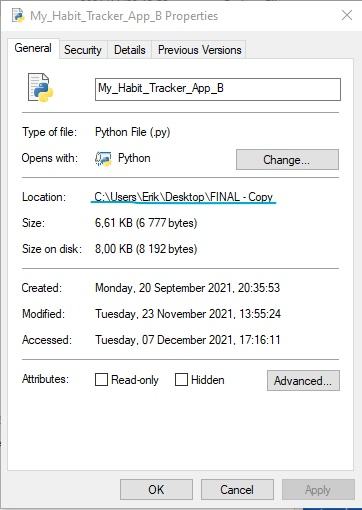 My_Habit_Tracker_App_B Properties
General Security Details Previous Versions
My_Habit_Tracker_App_B
Type of file: Python File (.py)
Opens with: Python Change...
Location: C:\Users\Erik\Desktop\FINAL - Copy
Size: 6,61 KB (6 777 bytes)
Size on disk: 8,00 KB (8 192 bytes)
Created: Monday, 20 September 2021, 20:35:53
Modified: Tuesday, 23 November 2021, 13:55:24
Accessed: Tuesday, 07 December 2021, 17:16:11
Attributes: Read-only Hidden Advanced...
OK Cancel Apply